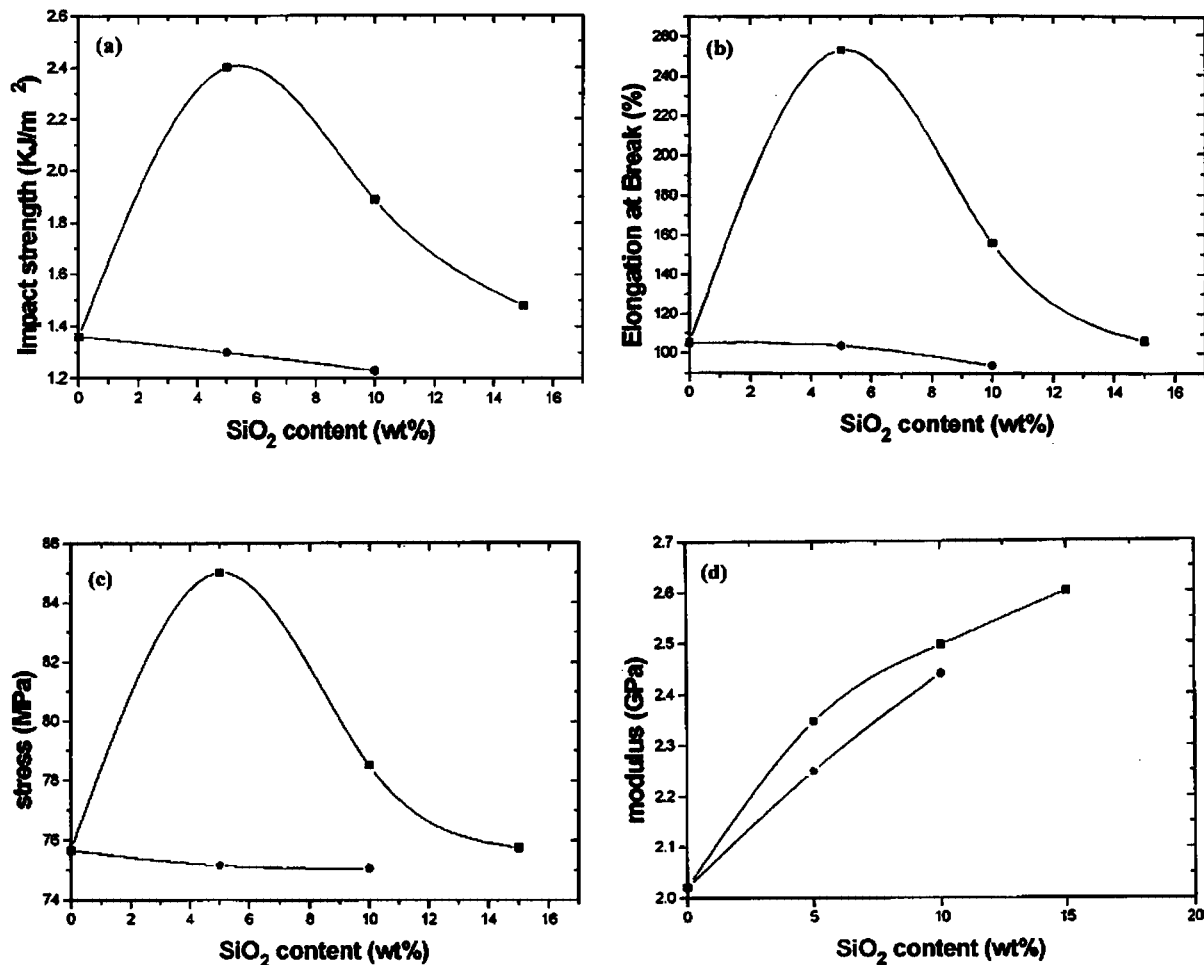 (a)
Impact strength (KJ/m²)
2.6
2.4
2.2
2.0
1.8
1.6
1.4
1.2
0 2 4 6 8 10 12 14 16
SiO₂ content (wt%)
(b)
Elongation at Break (%)
260
240
220
200
180
160
140
120
100
0 2 4 6 8 10 12 14 16
SiO₂ content (wt%)
(c)
stress (MPa)
86
84
82
80
78
76
74
0 2 4 6 8 10 12 14 16
SiO₂ content (wt%)
(d)
modulus (GPa)
2.7
2.6
2.5
2.4
2.3
2.2
2.1
2.0
0 5 10 15 20
SiO₂ content (wt%)